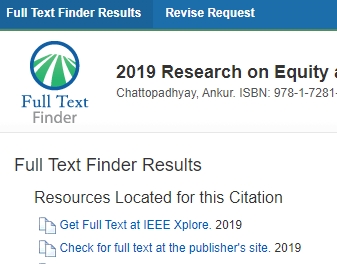 Full Text Finder Results Revise Request
Full Text
Finder
2019 Research on Equity
Chattopadhyay, Ankur. ISBN: 978-1-7281-
Full Text Finder Results
Resources Located for this Citation
Get Full Text at IEEE Xplore. 2019
Check for full text at the publisher's site. 2019